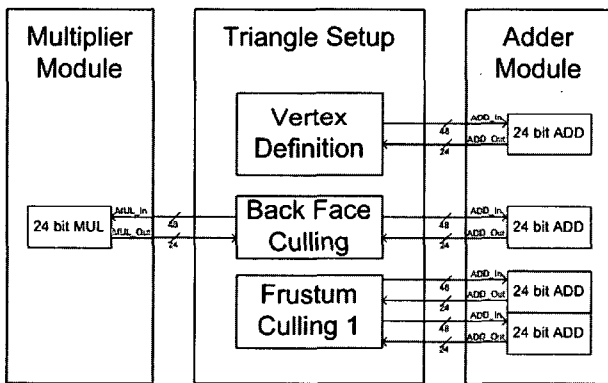 Multiplier
Module
Triangle Setup
Adder
Module
Vertex
Definition
ADD_In
48
ADD_Out
24
24 bit ADD
24 bit MUL
MUL_In
48
MUL_Out
24
Back Face
Culling
ADD_In
48
ADD_Out
24
24 bit ADD
Frustum
Culling 1
ADD_In
48
ADD_Out
24
24 bit ADD
ADD_In
48
ADD_Out
24
24 bit ADD